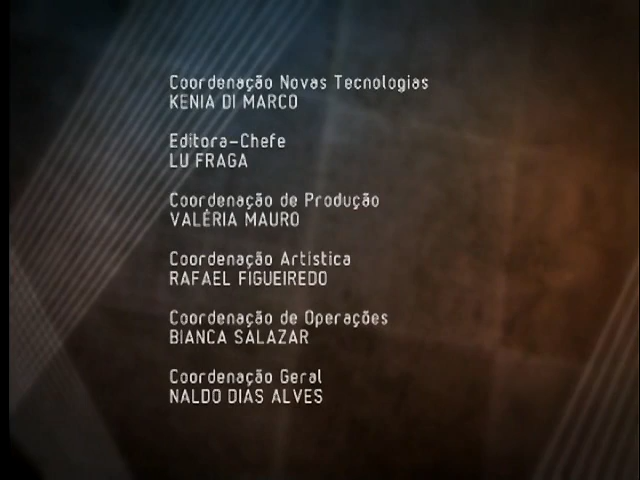 Coordenação Novas Tecnologias
KENIA DI MARCO
Editora-Chefe
LU FRAGA
Coordenação de Produção
VALÉRIA MAURO
Coordenação Artística
RAFAEL FIGUEIREDO
Coordenação de Operações
BIANCA SALAZAR
Coordenação Geral
NALDO DIAS ALVES